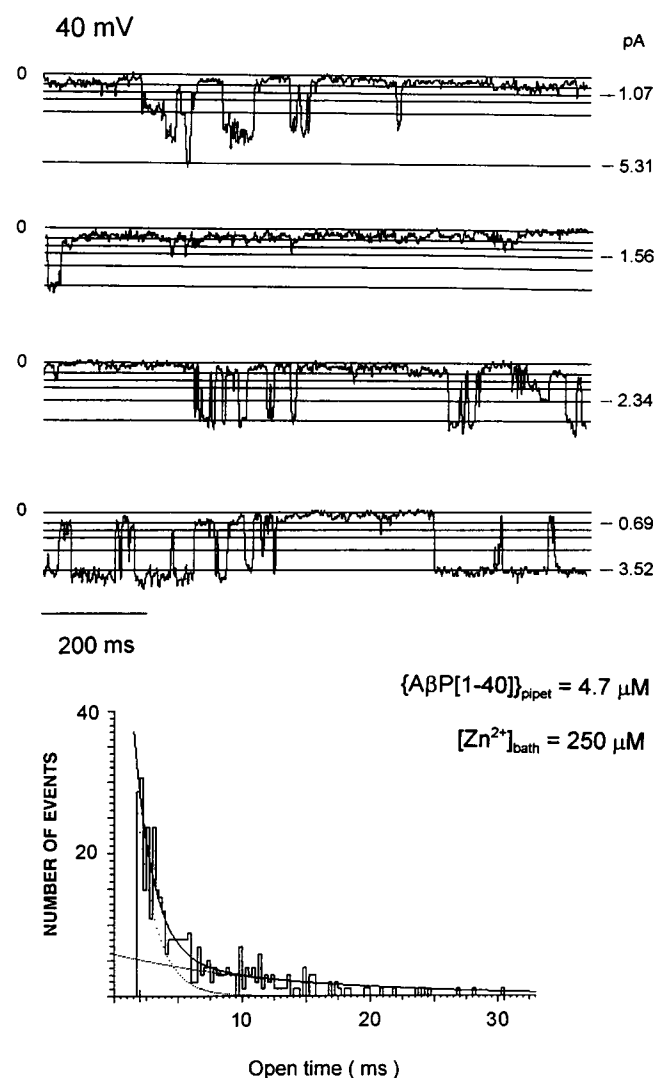 40 mV
pA
0
– 1.07
– 5.31
0
– 1.56
0
– 2.34
0
– 0.69
– 3.52
200 ms
{AβP[1-40]}pipet = 4.7 μM
[Zn²⁺]bath = 250 μM
40
20
NUMBER OF EVENTS
10 20 30
Open time ( ms )